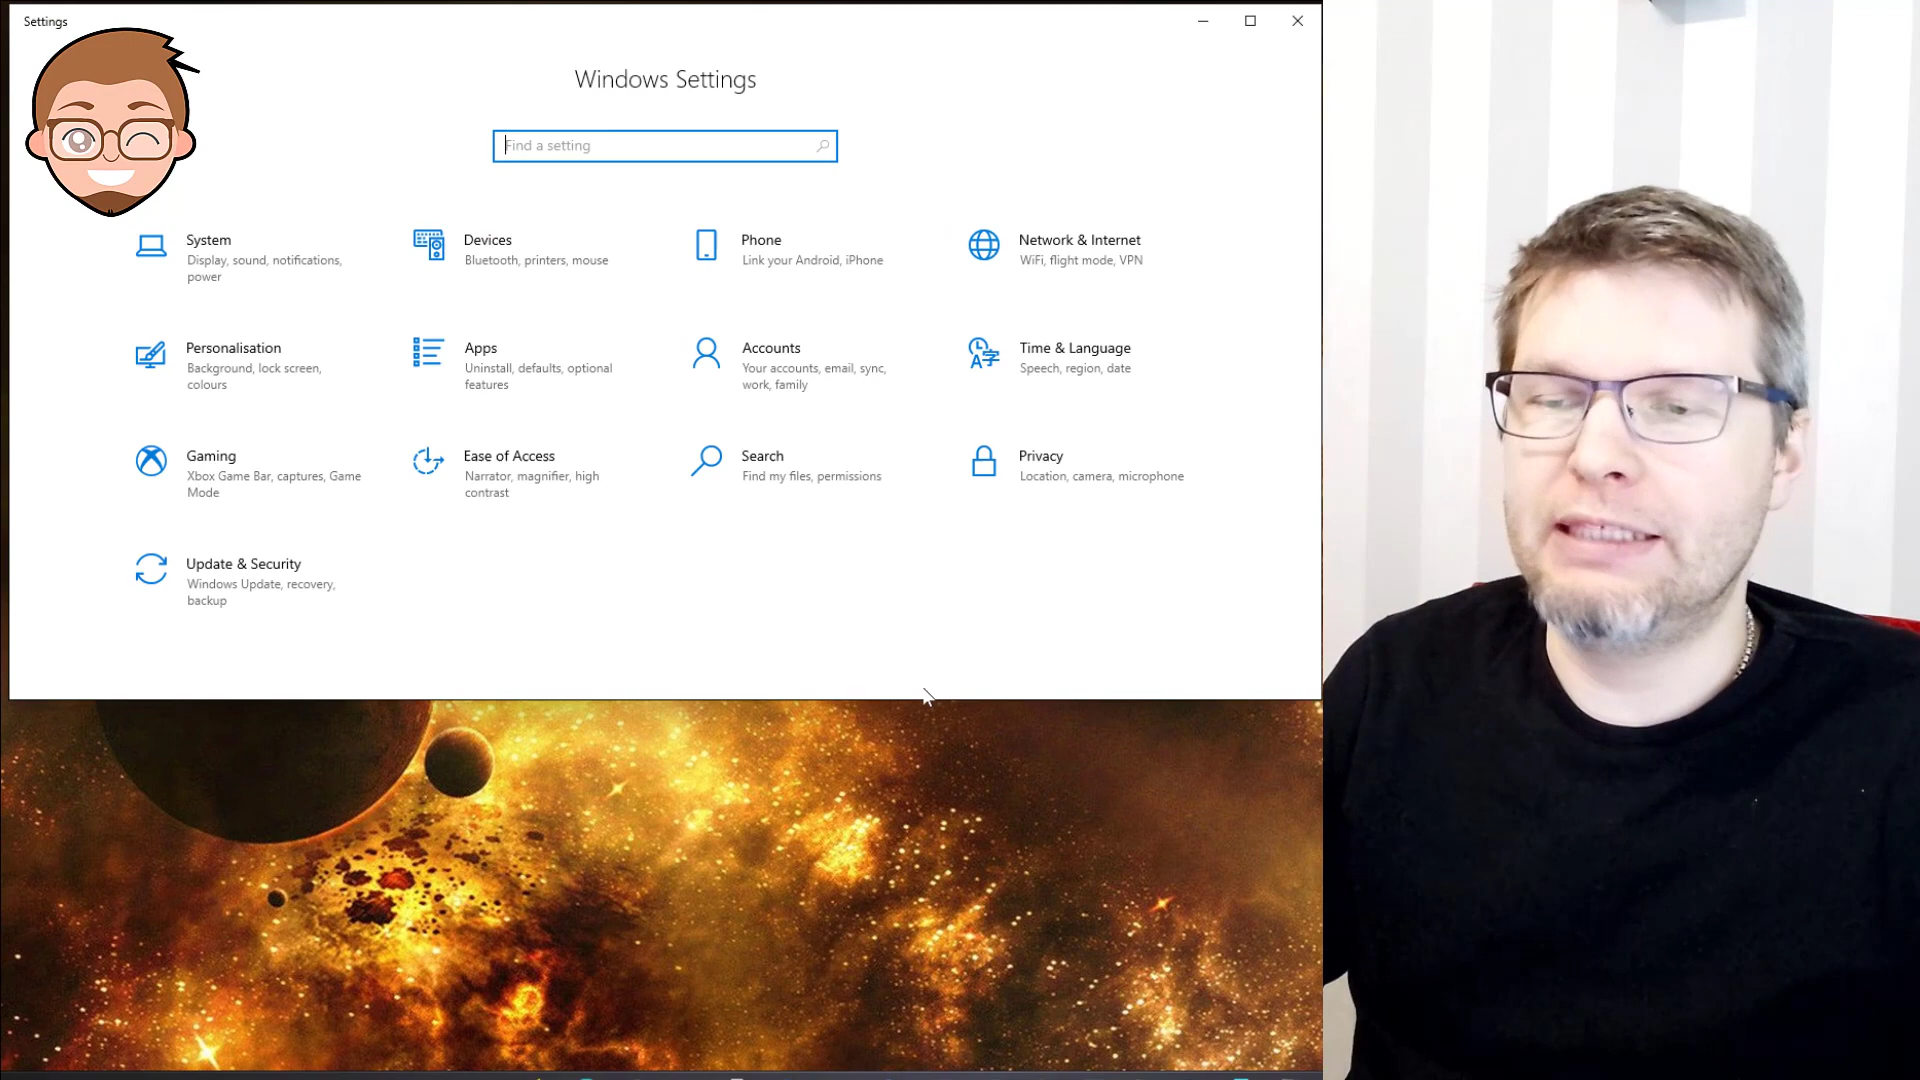 Settings
Windows Settings
Find a setting
System
Display, sound, notifications,
power
Devices
Bluetooth, printers, mouse
Phone
Link your Android, iPhone
Network & Internet
WiFi, flight mode, VPN
Personalisation
Background, lock screen,
colours
Apps
Uninstall, defaults, optional
features
Accounts
Your accounts, email, sync,
work, family
Time & Language
Speech, region, date
Gaming
Xbox Game Bar, captures, Game
Mode
Ease of Access
Narrator, magnifier, high
contrast
Search
Find my files, permissions
Privacy
Location, camera, microphone
Update & Security
Windows Update, recovery,
backup